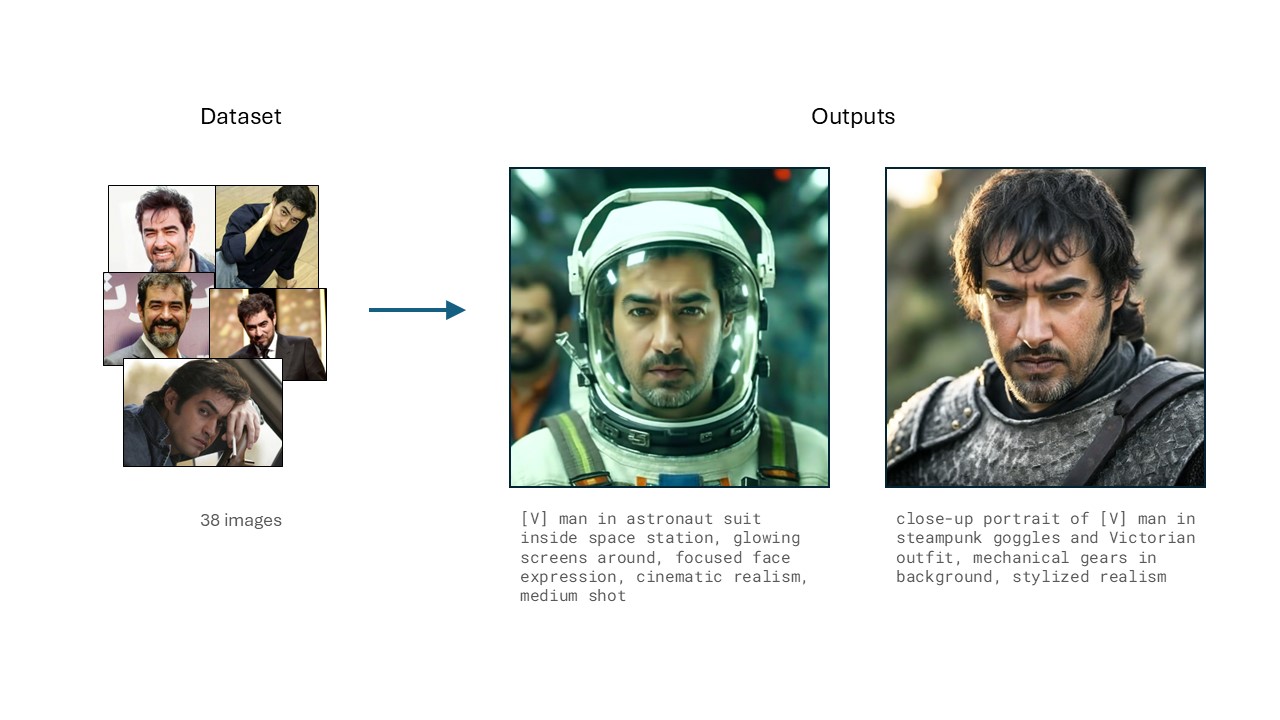 Dataset
Outputs
38 images
[V] man in astronaut suit
inside space station, glowing
screens around, focused face
expression, cinematic realism,
medium shot
close-up portrait of [V] man in
steampunk goggles and Victorian
outfit, mechanical gears in
background, stylized realism